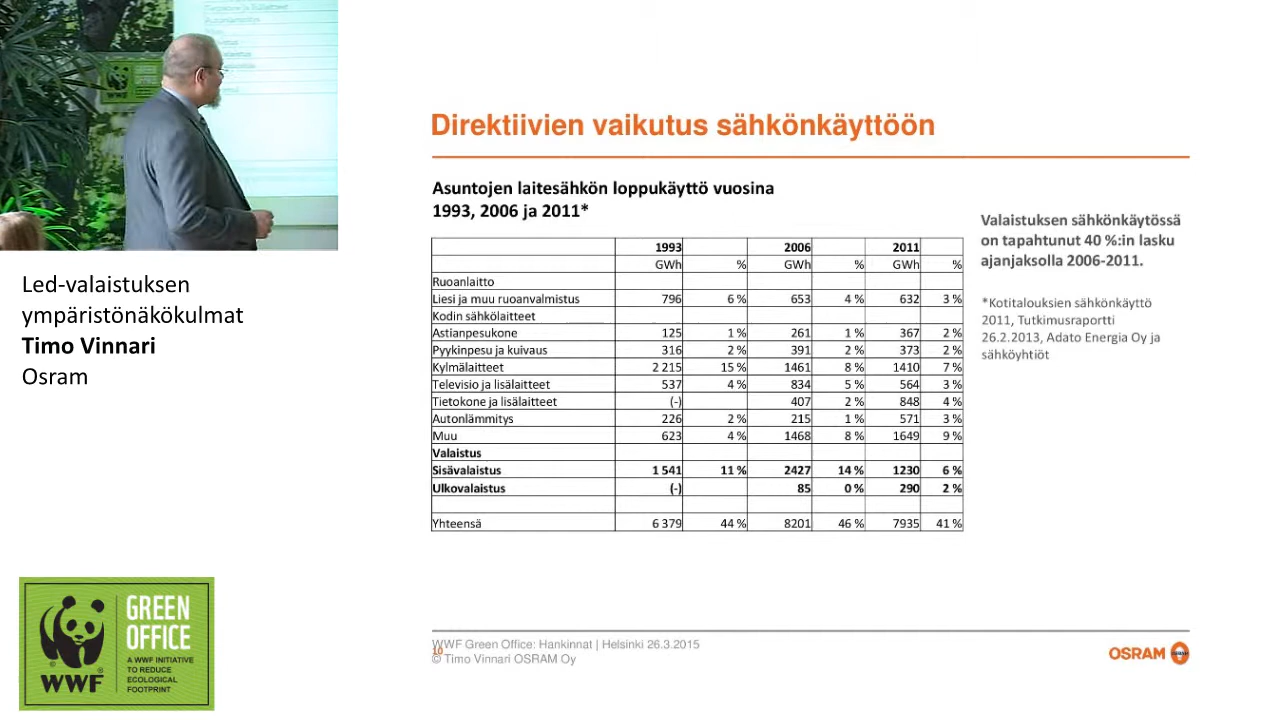 WWF
Led-valaistuksen
ympäristönäkökulmat
Timo Vinnari
Osram
WWF
GREEN
OFFICE
A WWF INITIATIVE
TO REDUCE
ECOLOGICAL
FOOTPRINT
Direktiivien vaikutus sähkönkäyttöön
Asuntojen laitesähkön loppukäyttö vuosina
1993, 2006 ja 2011*
1993 2006 2011
GWh % GWh % GWh %
Ruoanlaitto
Liesi ja muu ruoanvalmistus 796 6 % 653 4 % 632 3 %
Kodin sähkölaitteet
Astianpesukone 125 1 % 261 1 % 367 2 %
Pyykinpesu ja kuivaus 316 2 % 391 2 % 373 2 %
Kylmälaitteet 2 215 15 % 1461 8 % 1410 7 %
Televisio ja lisälaitteet 537 4 % 834 5 % 564 3 %
Tietokone ja lisälaitteet (-) 407 2 % 848 4 %
Autonlämmitys 226 2 % 215 1 % 571 3 %
Muu 623 4 % 1468 8 % 1649 9 %
Valaistus
Sisävalaistus 1 541 11 % 2427 14 % 1230 6 %
Ulkovalaistus (-) 85 0 % 290 2 %
Yhteensä 6 379 44 % 8201 46 % 7935 41 %
Valaistuksen sähkönkäytössä
on tapahtunut 40 %:in lasku
ajanjaksolla 2006-2011.
*Kotitalouksien sähkönkäyttö
2011, Tutkimusraportti
26.2.2013, Adato Energia Oy ja
sähköyhtiöt
WWF Green Office: Hankinnat | Helsinki 26.3.2015
10
© Timo Vinnari OSRAM Oy
OSRAM